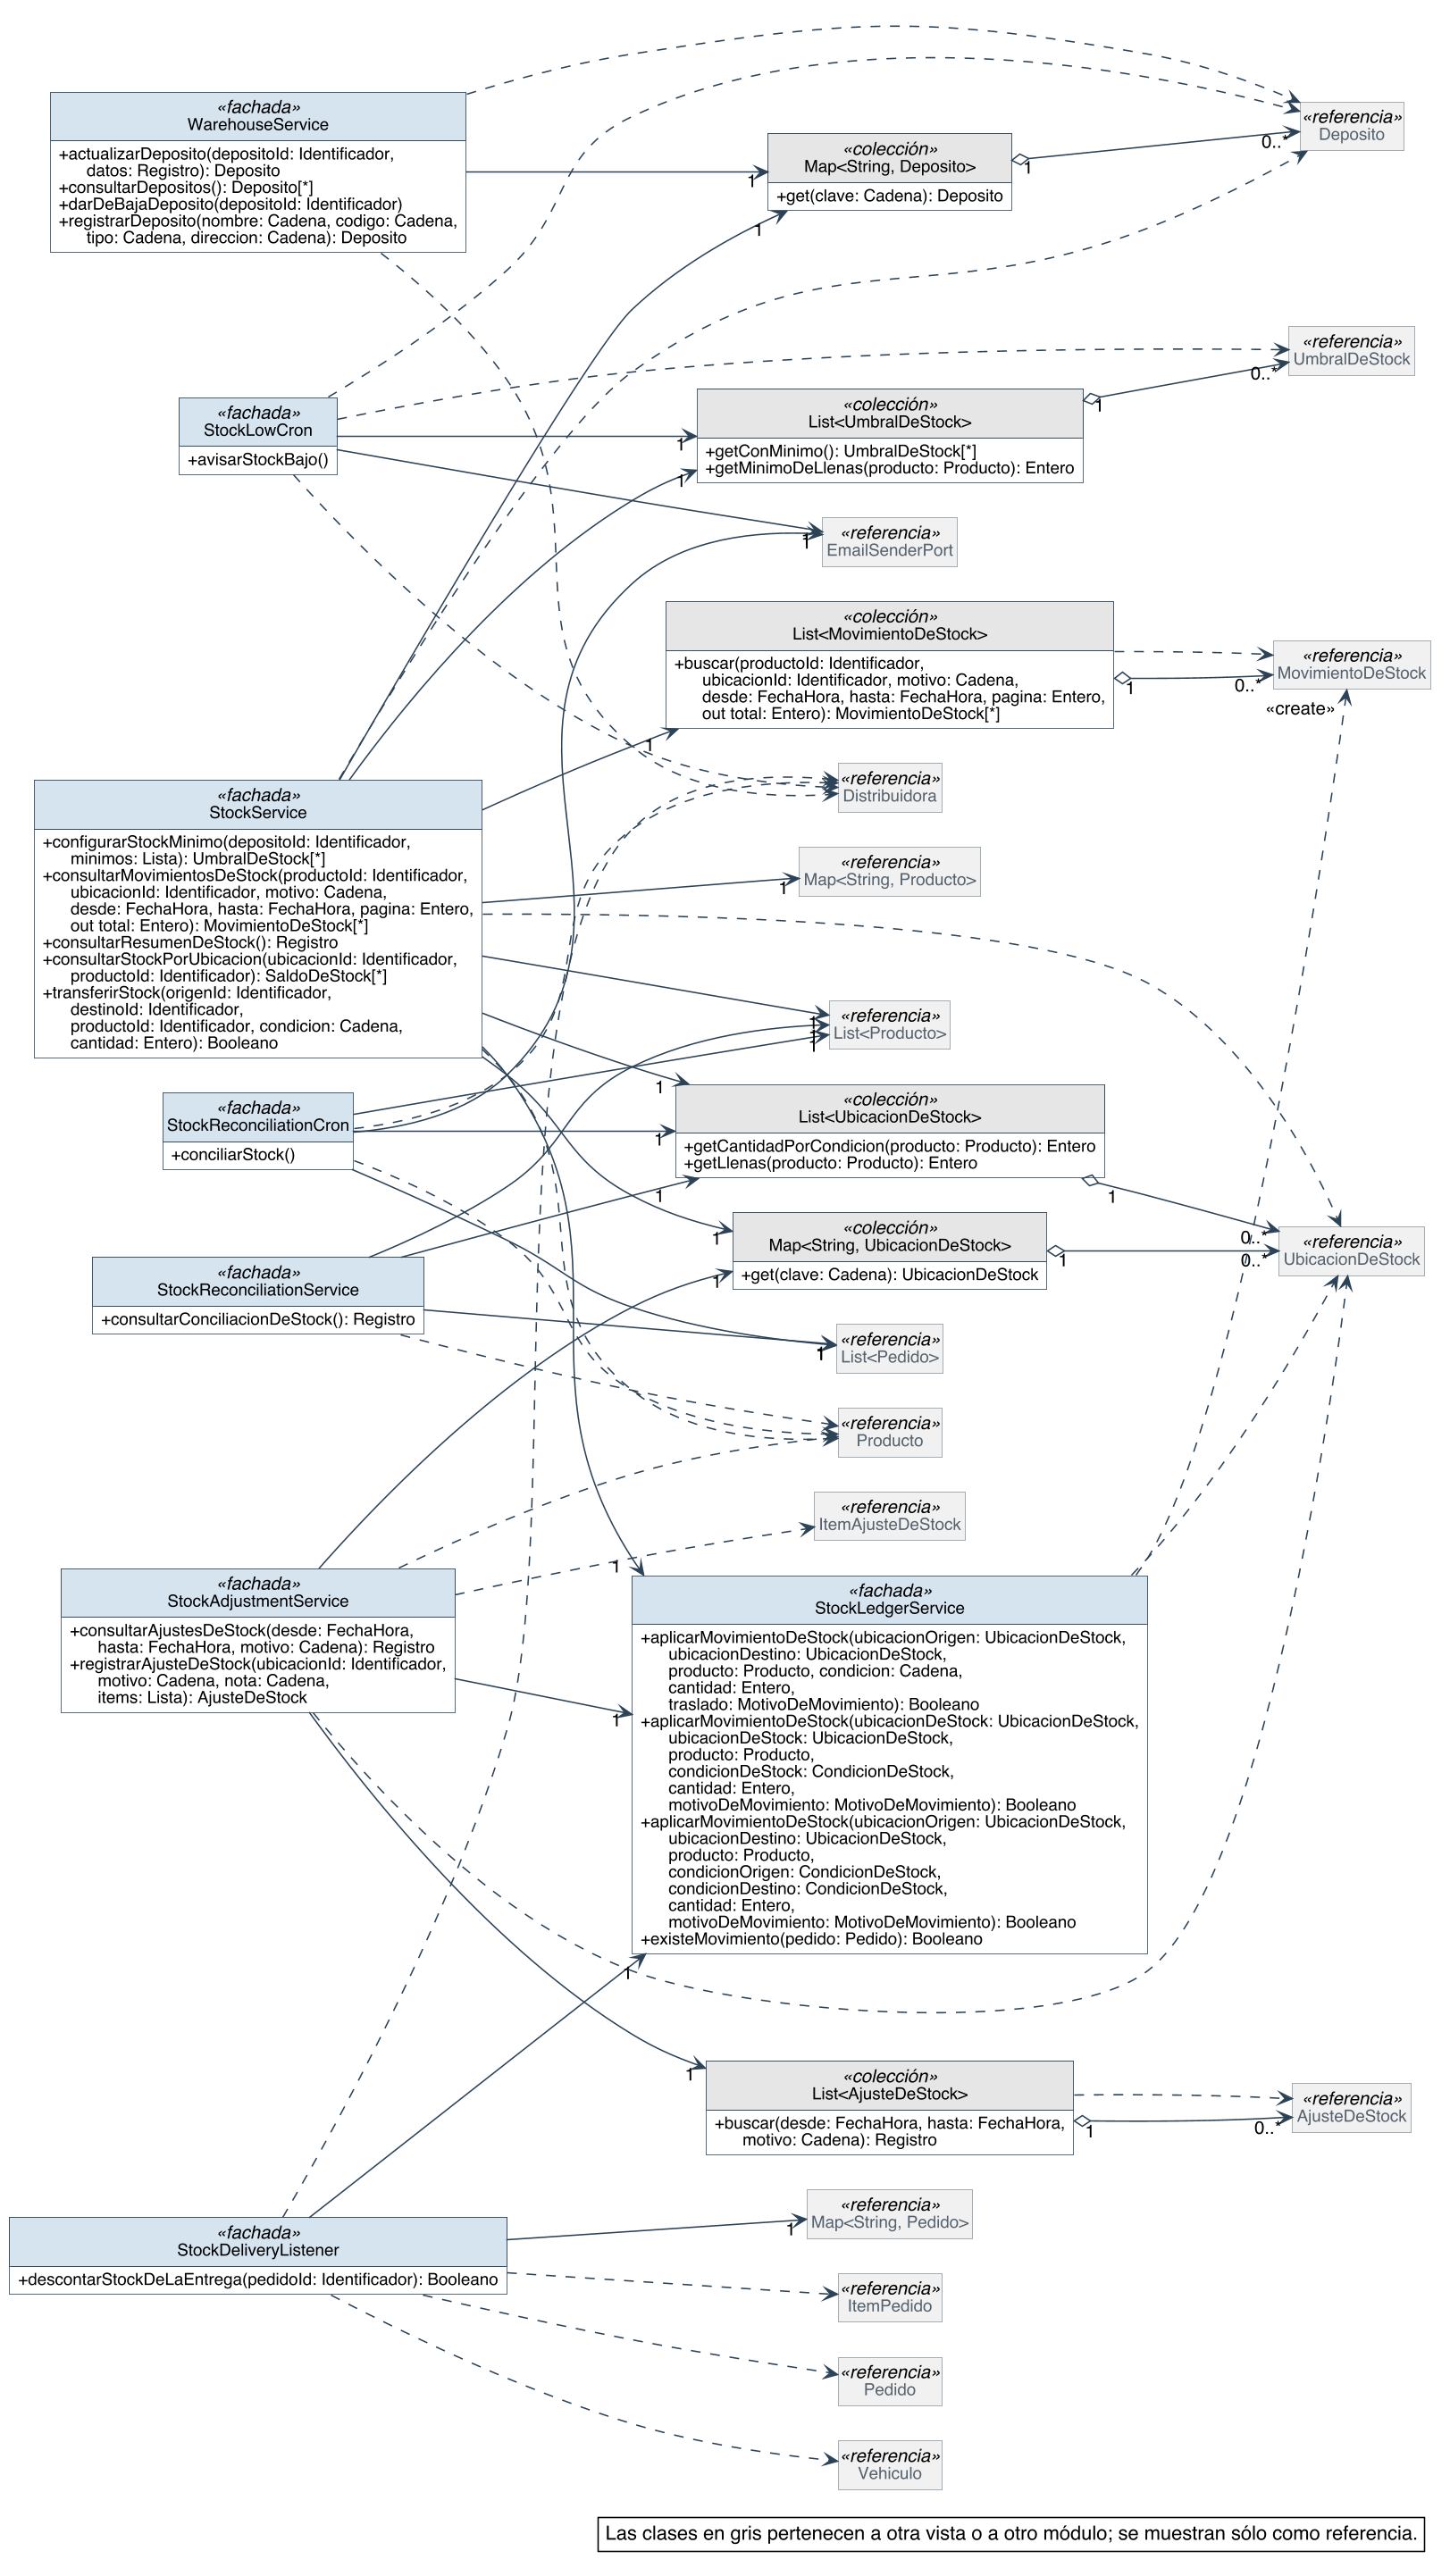 «fachada»
WarehouseService
+actualizarDeposito(depositoId: Identificador,
datos: Registro): Deposito
+consultarDepositos(): Deposito[*]
+darDeBajaDeposito(depositoId: Identificador)
+registrarDeposito(nombre: Cadena, codigo: Cadena,
tipo: Cadena, direccion: Cadena): Deposito
«colección»
Map<String, Deposito>
+get(clave: Cadena): Deposito
«referencia»
Deposito
1
1
0..*
1
«referencia»
UmbralDeStock
«fachada»
StockLowCron
+avisarStockBajo()
«colección»
List<UmbralDeStock>
+getConMinimo(): UmbralDeStock[*]
+getMinimoDeLlenas(producto: Producto): Entero
1
1
1
0..*
«referencia»
EmailSenderPort
1
1
«colección»
List<MovimientoDeStock>
+buscar(productoId: Identificador,
ubicacionId: Identificador, motivo: Cadena,
desde: FechaHora, hasta: FechaHora, pagina: Entero,
out total: Entero): MovimientoDeStock[*]
«referencia»
MovimientoDeStock
1
0..*
1
«create»
«referencia»
Distribuidora
«fachada»
StockService
+configurarStockMinimo(depositoId: Identificador,
minimos: Lista): UmbralDeStock[*]
+consultarMovimientosDeStock(productoId: Identificador,
ubicacionId: Identificador, motivo: Cadena,
desde: FechaHora, hasta: FechaHora, pagina: Entero,
out total: Entero): MovimientoDeStock[*]
+consultarResumenDeStock(): Registro
+consultarStockPorUbicacion(ubicacionId: Identificador,
productoId: Identificador): SaldoDeStock[*]
+transferirStock(origenId: Identificador,
destinoId: Identificador,
productoId: Identificador, condicion: Cadena,
cantidad: Entero): Booleano
«referencia»
Map<String, Producto>
1
«referencia»
List<Producto>
1
1
1
«fachada»
StockReconciliationCron
+conciliarStock()
«colección»
List<UbicacionDeStock>
+getCantidadPorCondicion(producto: Producto): Entero
+getLlenas(producto: Producto): Entero
1
1
1
1
0..*
«colección»
Map<String, UbicacionDeStock>
+get(clave: Cadena): UbicacionDeStock
1
1
1
0..*
«referencia»
UbicacionDeStock
«fachada»
StockReconciliationService
+consultarConciliacionDeStock(): Registro
«referencia»
List<Pedido>
1
1
«referencia»
Producto
«referencia»
ItemAjusteDeStock
«fachada»
StockAdjustmentService
+consultarAjustesDeStock(desde: FechaHora,
hasta: FechaHora, motivo: Cadena): Registro
+registrarAjusteDeStock(ubicacionId: Identificador,
motivo: Cadena, nota: Cadena,
items: Lista): AjusteDeStock
1
1
1
«fachada»
StockLedgerService
+aplicarMovimientoDeStock(ubicacionOrigen: UbicacionDeStock,
ubicacionDestino: UbicacionDeStock,
producto: Producto, condicion: Cadena,
cantidad: Entero,
traslado: MotivoDeMovimiento): Booleano
+aplicarMovimientoDeStock(ubicacionDeStock: UbicacionDeStock,
ubicacionDeStock: UbicacionDeStock,
producto: Producto,
condicionDeStock: CondicionDeStock,
cantidad: Entero,
motivoDeMovimiento: MotivoDeMovimiento): Booleano
+aplicarMovimientoDeStock(ubicacionOrigen: UbicacionDeStock,
ubicacionDestino: UbicacionDeStock,
producto: Producto,
condicionOrigen: CondicionDeStock,
condicionDestino: CondicionDeStock,
cantidad: Entero,
motivoDeMovimiento: MotivoDeMovimiento): Booleano
+existeMovimiento(pedido: Pedido): Booleano
«colección»
List<AjusteDeStock>
+buscar(desde: FechaHora, hasta: FechaHora,
motivo: Cadena): Registro
1
1
0..*
«referencia»
AjusteDeStock
«fachada»
StockDeliveryListener
+descontarStockDeLaEntrega(pedidoId: Identificador): Booleano
«referencia»
Map<String, Pedido>
1
«referencia»
ItemPedido
«referencia»
Pedido
«referencia»
Vehiculo
Las clases en gris pertenecen a otra vista o a otro módulo; se muestran sólo como referencia.